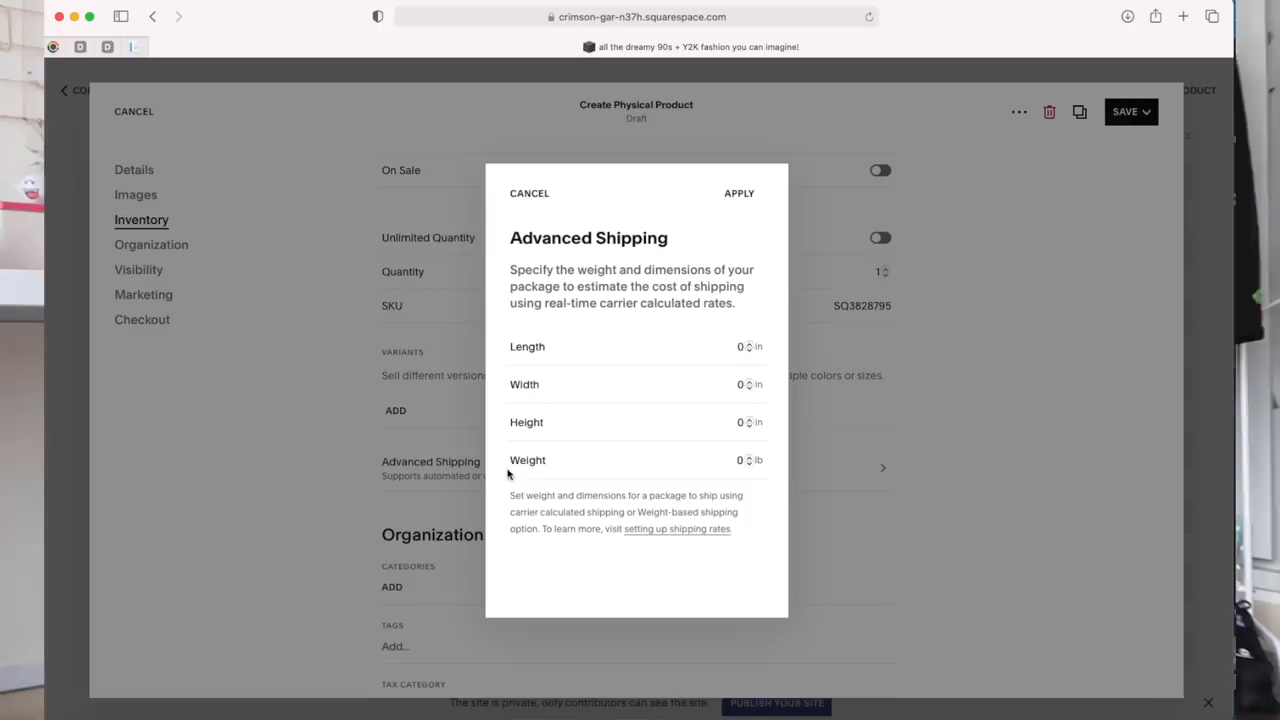 crimson-gar-n37h.squarespace.com
all the dreamy 90s + Y2K fashion you can imagine!
CANCEL
Create Physical Product
Draft
SAVE
Details
Images
Inventory
Organization
Visibility
Marketing
Checkout
On Sale
Unlimited Quantity
Quantity
1
SKU
SQ3828795
VARIANTS
ADD
Advanced Shipping
Supports automated or
CANCEL
APPLY
Advanced Shipping
Specify the weight and dimensions of your
package to estimate the cost of shipping
using real-time carrier calculated rates.
Length
0 in
Width
0 in
Height
0 in
Weight
0 lb
Set weight and dimensions for a package to ship using
carrier calculated shipping or Weight-based shipping
option. To learn more, visit setting up shipping rates.
Sell different
colors or sizes.
Organization
CATEGORIES
ADD
TAGS
Add...
TAX CATEGORY
The site is private, only contributors can see the site.
PUBLISH YOUR SITE